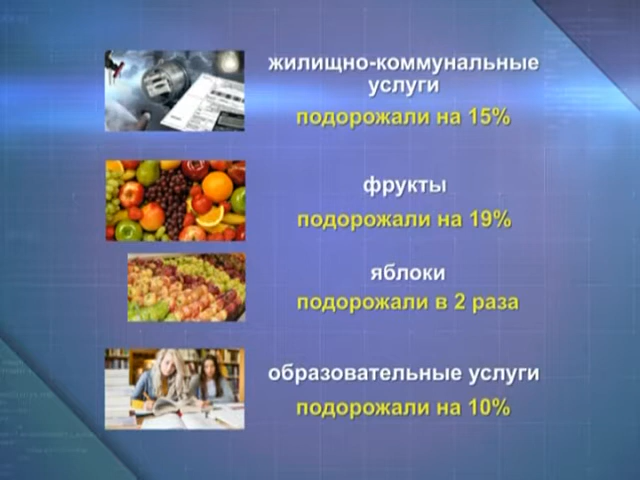 жилищно-коммунальные
услуги
подорожали на 15%
фрукты
подорожали на 19%
яблоки
подорожали в 2 раза
образовательные услуги
подорожали на 10%